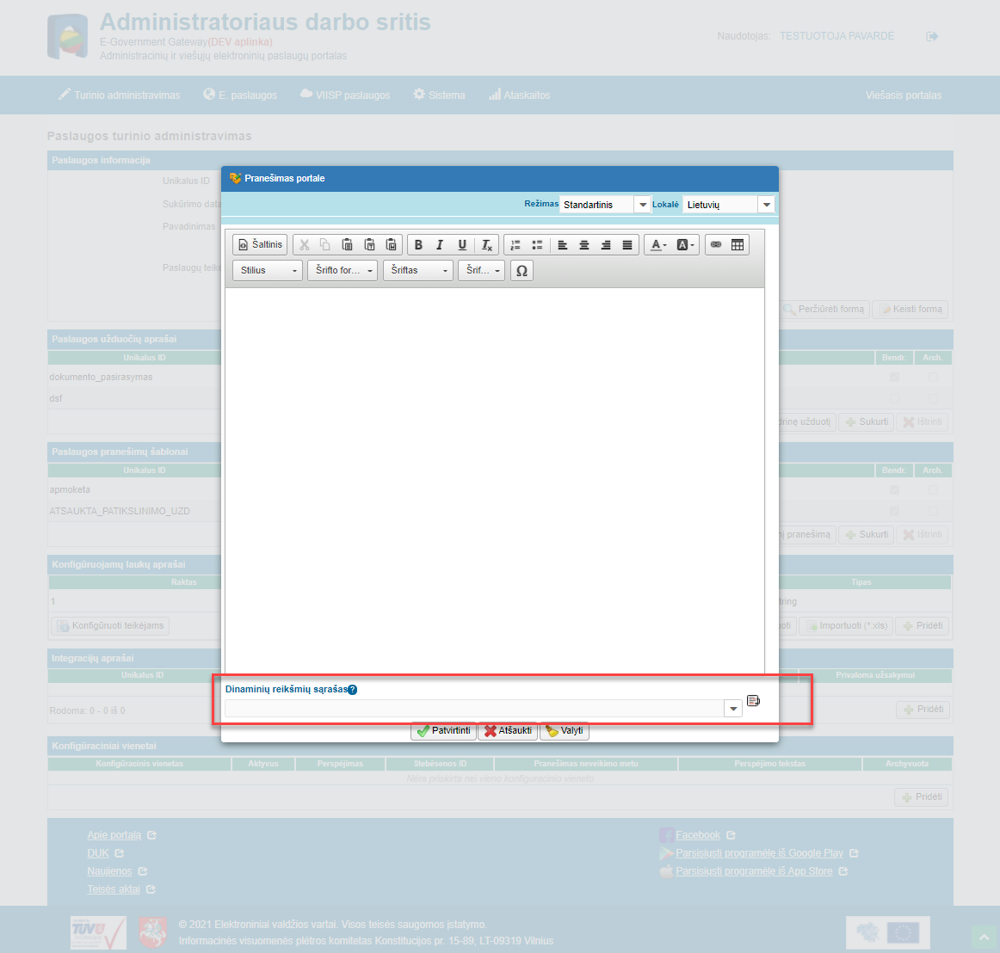 Administratoriaus darbo sritis
E-Government Gateway(DEV aplinka)
Administracinių ir viešųjų elektroninių paslaugų portalas
Naudotojas: TESTUOTOJA PAVARDĖ
Turinio administravimas E. paslaugos VIISP paslaugos Sistema Ataskaitos Viešasis portalas
Paslaugos turinio administravimas
Paslaugos informacija
Unikalus ID
Sukūrimo data
Pavadinimas
Paslaugų teikė
Peržiūrėti formą Keisti formą
Pranešimas portale
Režimas Standartinis Lokalė Lietuvių
Šaltinis
Stilius Šrifto for... Šriftas Šrif...
Paslaugos užduočių aprašai
Unikalus ID Bendr. Arch.
dokumento_pasirasymas
dsf
drinę užduotį Sukurti Ištrinti
Paslaugos pranešimų šablonai
Unikalus ID Bendr. Arch.
apmoketa
ATSAUKTA_PATIKSLINIMO_UZD
nį pranešimą Sukurti Ištrinti
Konfigūruojamų laukų aprašai
Raktas Tipas
1 tring
Konfigūruoti teikėjams oti Importuoti (*.xls) Pridėti
Integracijų aprašai
Unikalus ID Privaloma užsakymui
Rodoma: 0 - 0 iš 0
Pridėti
Dinaminių reikšmių sąrašas
Patvirtinti Atšaukti Valyti
Konfigūraciniai vienetai
Konfigūracinis vienetas Aktyvus Perspėjimas Stebėsenos ID Pranešimas neveikimo metu Perspėjimo tekstas Archyvuota
Nėra priskirta nei vieno konfigūracinio vieneto
Pridėti
Apie portalą
DUK
Naujienos
Teisės aktai
Facebook
Parsisiųsti programėlę iš Google Play
Parsisiųsti programėlę iš App Store
TÜV
© 2021 Elektroniniai valdžios vartai. Visos teisės saugomos įstatymo.
Informacinės visuomenės plėtros komitetas Konstitucijos pr. 15-89, LT-09319 Vilnius